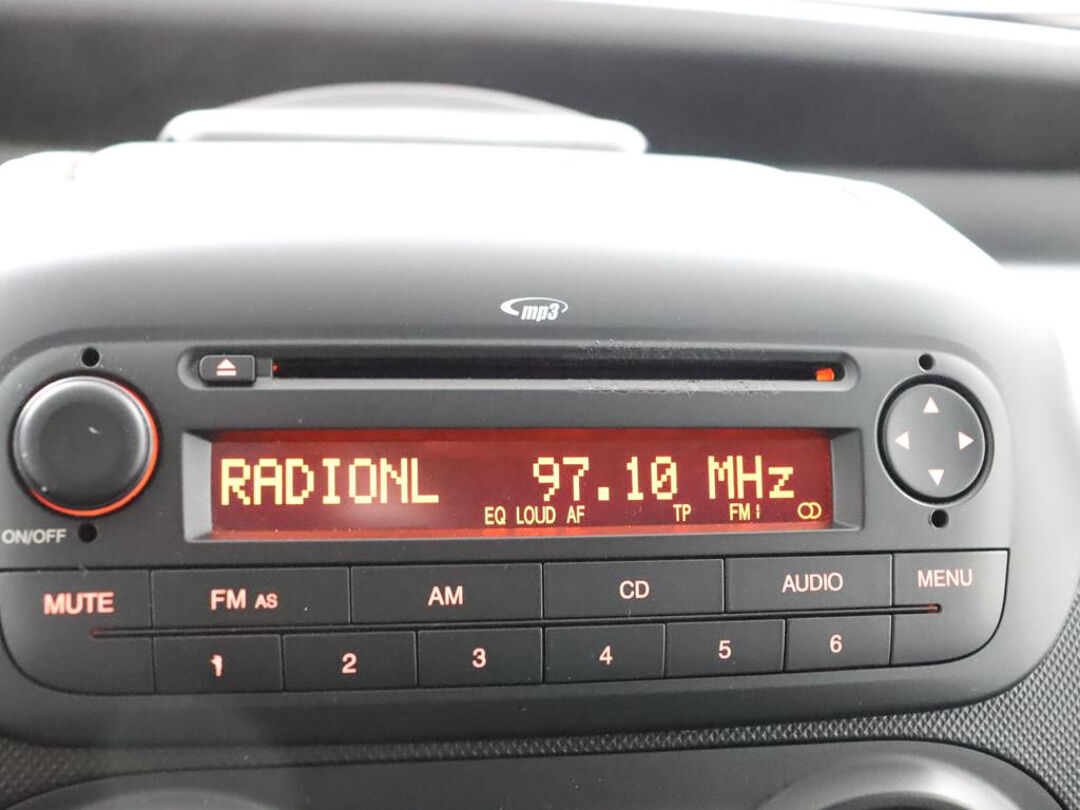 mp3
RADIONL 97.10 MHz
EQ LOUD AF TP FM
ON/OFF
MUTE FM AS AM CD AUDIO MENU
1 2 3 4 5 6